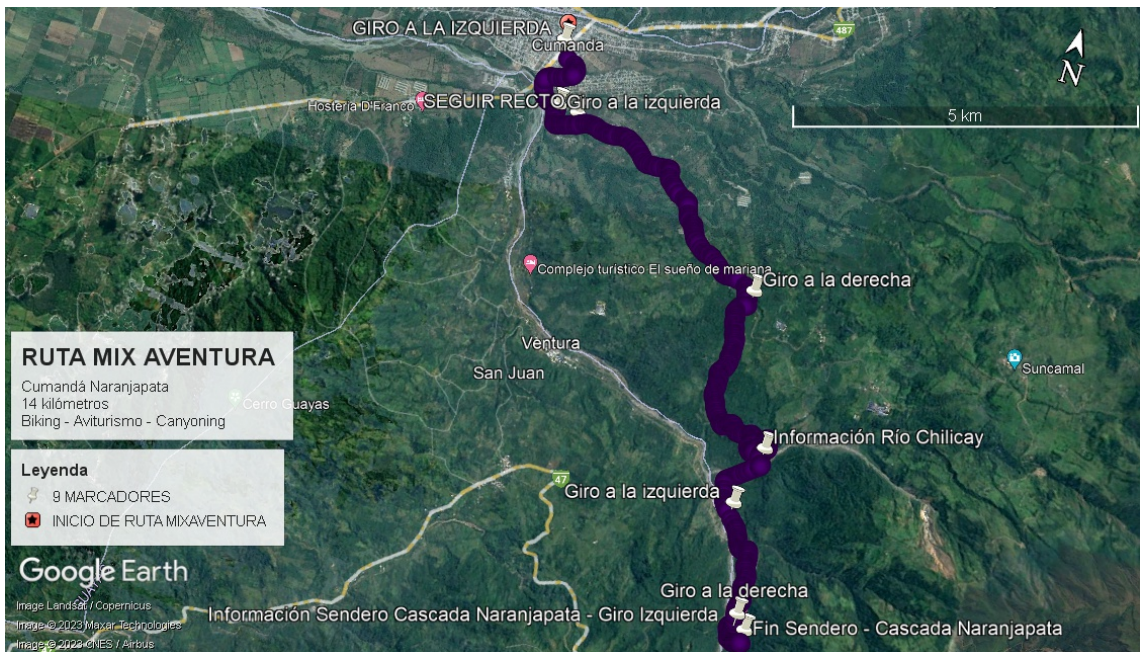 GIRO A LA IZQUIERDA
Cumanda
487
N
Hosteria D'Franco
SEGUIR RECTO
Giro a la izquierda
5 km
Complejo turístico El sueño de mariana
Giro a la derecha
Ventura
San Juan
Suncamal
RUTA MIX AVENTURA
Cumandá Naranjapata
14 kilómetros
Biking - Aviturismo - Canyoning
Cerro Guayas
Información Río Chilicay
Leyenda
9 MARCADORES
INICIO DE RUTA MIXAVENTURA
47
Giro a la izquierda
Google Earth
Giro a la derecha
Información Sendero Cascada Naranjapata - Giro Izquierda
Fin Sendero - Cascada Naranjapata
Image Landsat / Copernicus
Image © 2023 Maxar Technologies
Image © 2023 CNES / Airbus